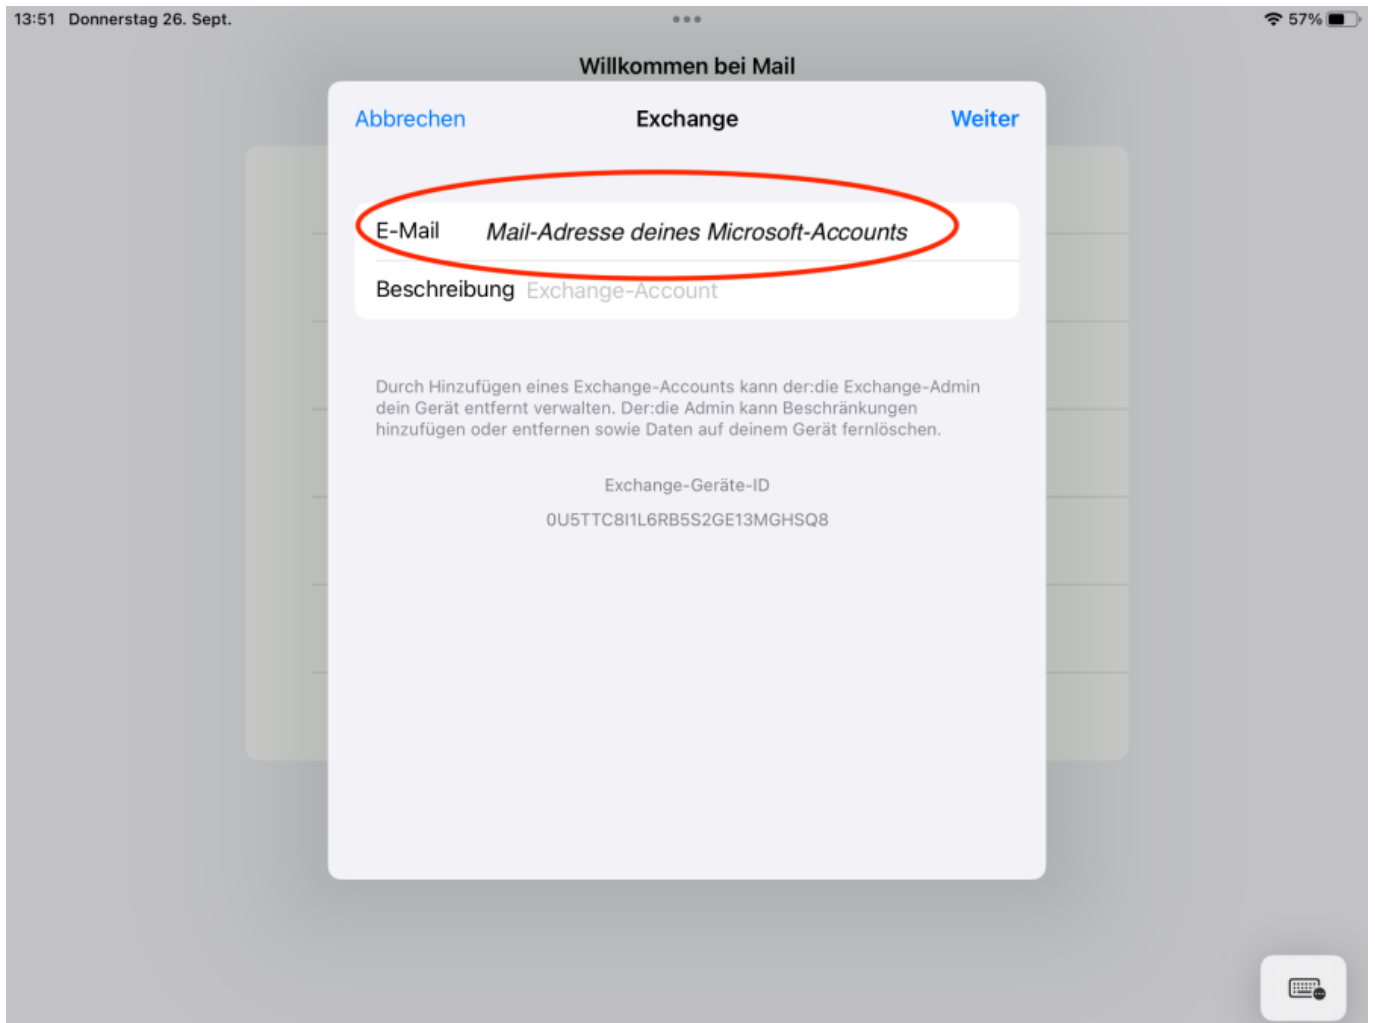 13:51 Donnerstag 26. Sept.
57%
Willkommen bei Mail
Abbrechen Exchange Weiter
E-Mail Mail-Adresse deines Microsoft-Accounts
Beschreibung Exchange-Account
Durch Hinzufügen eines Exchange-Accounts kann der:die Exchange-Admin
dein Gerät entfernt verwalten. Der:die Admin kann Beschränkungen
hinzufügen oder entfernen sowie Daten auf deinem Gerät fernlöschen.
Exchange-Geräte-ID
0U5TTC8I1L6RB5S2GE13MGHSQ8